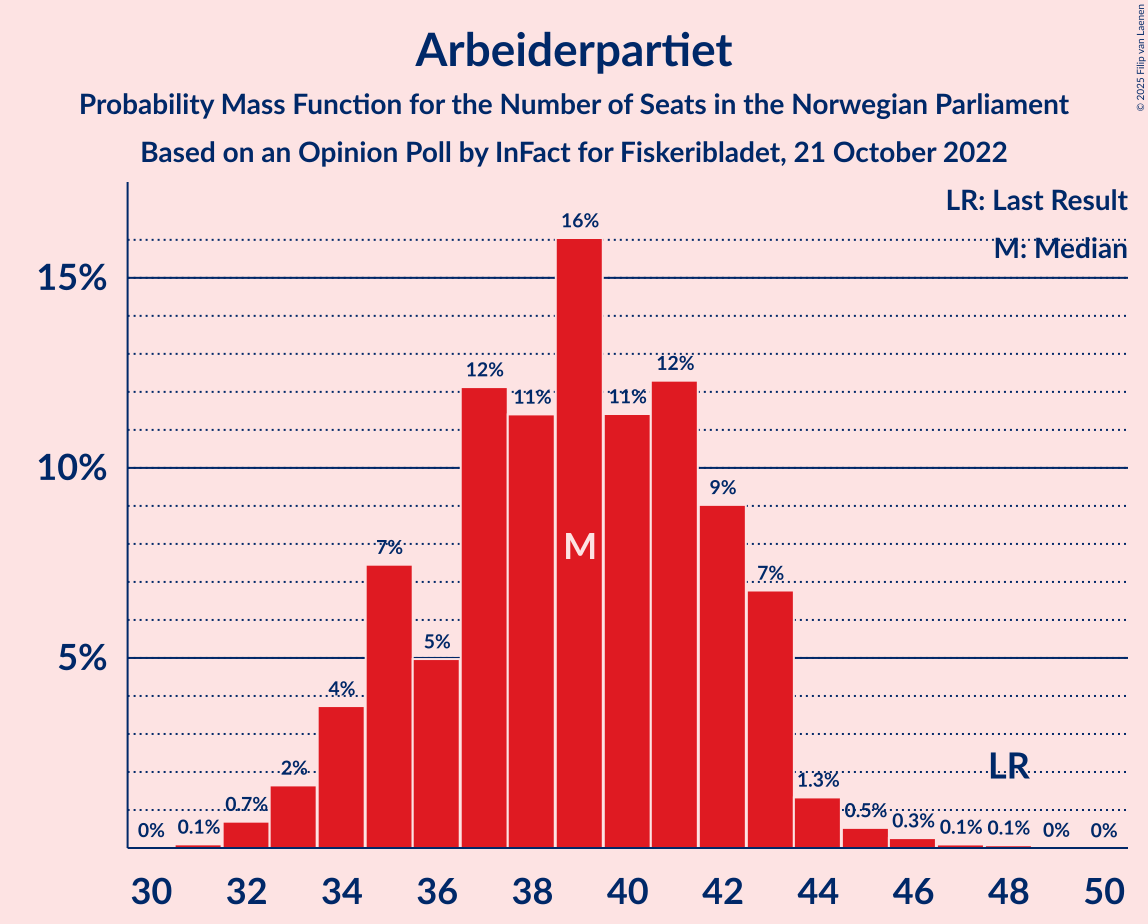 Arbeiderpartiet
Probability Mass Function for the Number of Seats in the Norwegian Parliament
Based on an Opinion Poll by InFact for Fiskeribladet, 21 October 2022
© 2025 Filip van Laenen
LR: Last Result
M: Median
15%
10%
5%
0%
0.1%
0.7%
2%
4%
7%
5%
12%
11%
16%
11%
12%
9%
7%
1.3%
0.5%
0.3%
0.1%
0.1%
0%
0%
M
LR
30 32 34 36 38 40 42 44 46 48 50